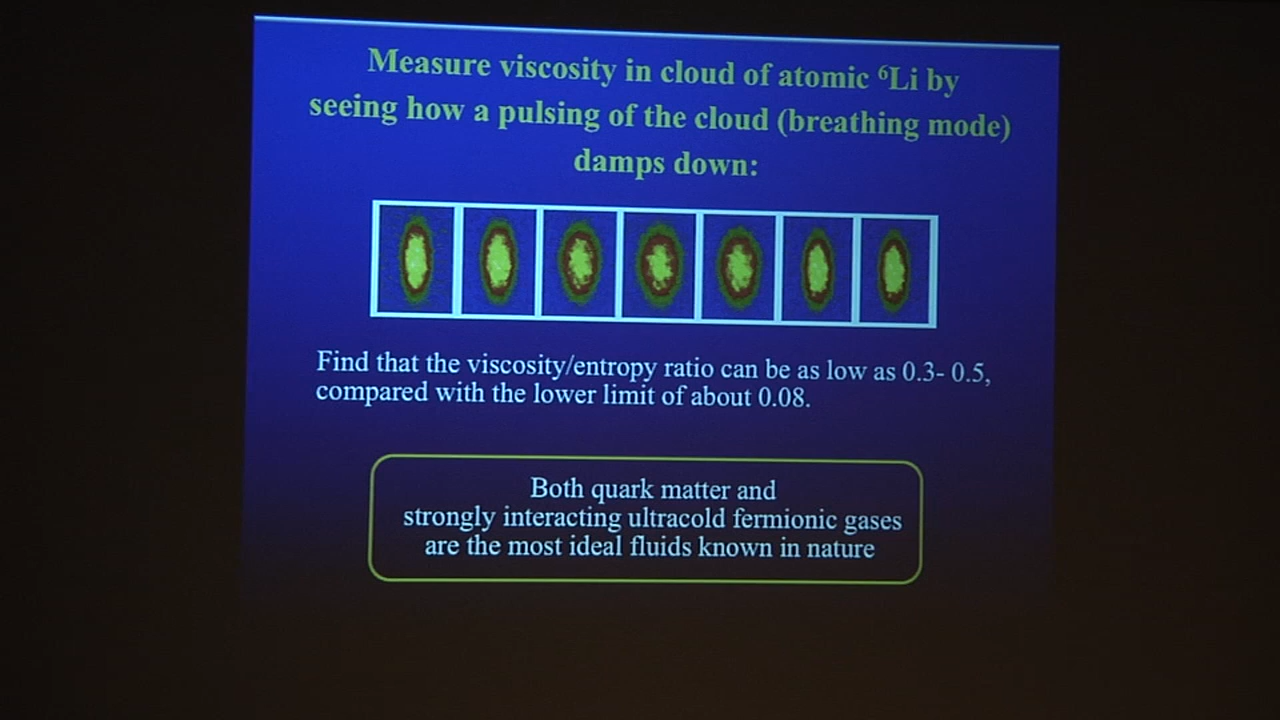 Measure viscosity in cloud of atomic ⁶Li by
seeing how a pulsing of the cloud (breathing mode)
damps down:
Find that the viscosity/entropy ratio can be as low as 0.3- 0.5,
compared with the lower limit of about 0.08.
Both quark matter and
strongly interacting ultracold fermionic gases
are the most ideal fluids known in nature